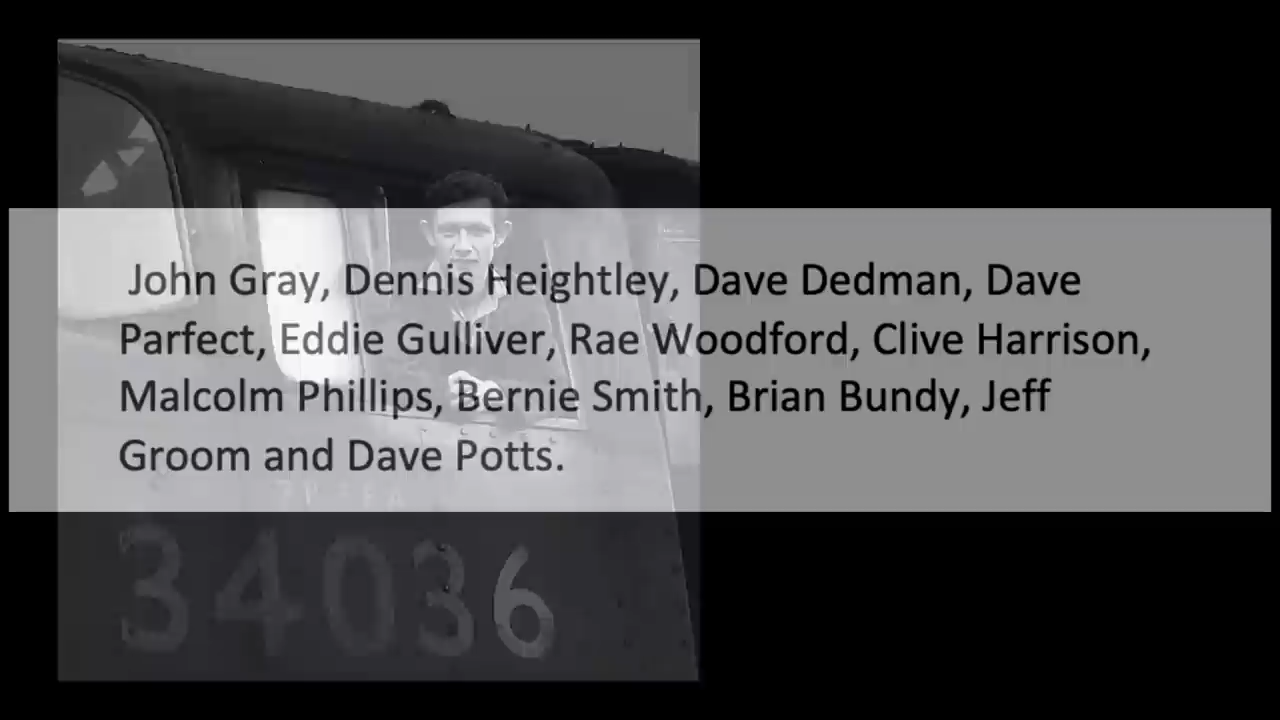 John Gray, Dennis Heightley, Dave Dedman, Dave
Parfect, Eddie Gulliver, Rae Woodford, Clive Harrison,
Malcolm Phillips, Bernie Smith, Brian Bundy, Jeff
Groom and Dave Potts.
34036